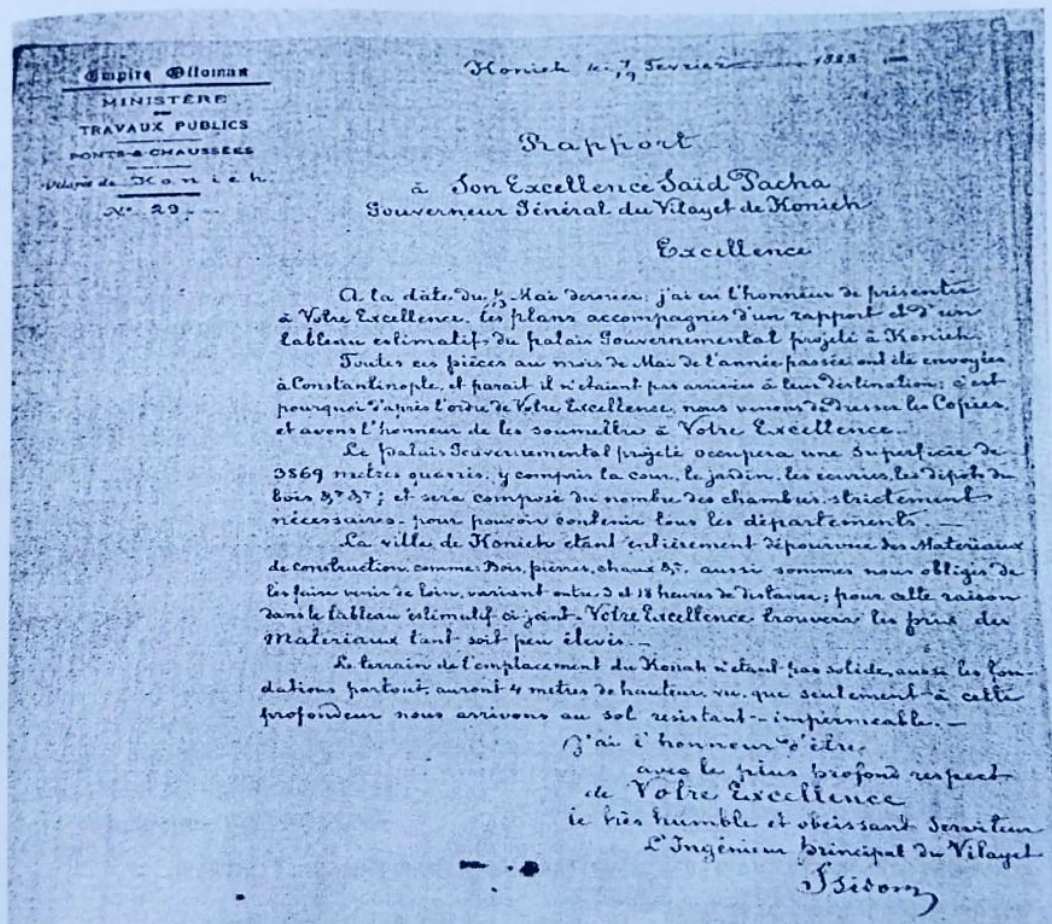 Empire Ottoman
MINISTÈRE
TRAVAUX PUBLICS
PONTS & CHAUSSÉES
Vilayet de Konieh
No. 29
Konieh le 7/19 Fevrier 1883
Rapport
à Son Excellence Saïd Pacha
Gouverneur Général du Vilayet de Konieh
Excellence
A la date du Mai dernier; j'ai eu l'honneur de présenter
à Votre Excellence, les plans accompagnés d'un rapport et d'un
tableau estimatif, du palais Gouvernemental projeté à Konieh.
Toutes ces pièces au mois de Mai de l'année passée ont été envoyées
à Constantinople, et parait il n'étaient pas arrivées à leur destination; c'est
pourquoi d'après l'ordre de Votre Excellence, nous venons de dresser les Copies,
et avons l'honneur de les soumettre à Votre Excellence.
Le palais Gouvernemental projeté occupera une Superficie de
3869 mètres quarrés, y compris la cour, le jardin, les écuries, les dépôts du
bois &c &c; et sera composé du nombre des chambres strictement
nécessaires pour pouvoir contenir tous les départements. —
La ville de Konieh étant entièrement dépourvue des Materiaux
de construction comme: Bois, pierres, chaux &c. aussi sommes nous obligés de
les faire venir de loin, variant entre 3 et 18 heures de distance; pour cette raison
dans le tableau estimatif ci joint. Votre Excellence trouvera les prix des
Materiaux tant soit peu élevés. —
Le terrain de l'emplacement du Konak n'étant pas solide, aussi les fon-
dations partout, auront 4 metres de hauteur, vu, que seulement à cette
profondeur nous arrivons au sol resistant - impermeable. —
J'ai l'honneur d'être
avec le plus profond respect
de Votre Excellence
le très humble et obeissant Serviteur
L'Ingénieur principal du Vilayet